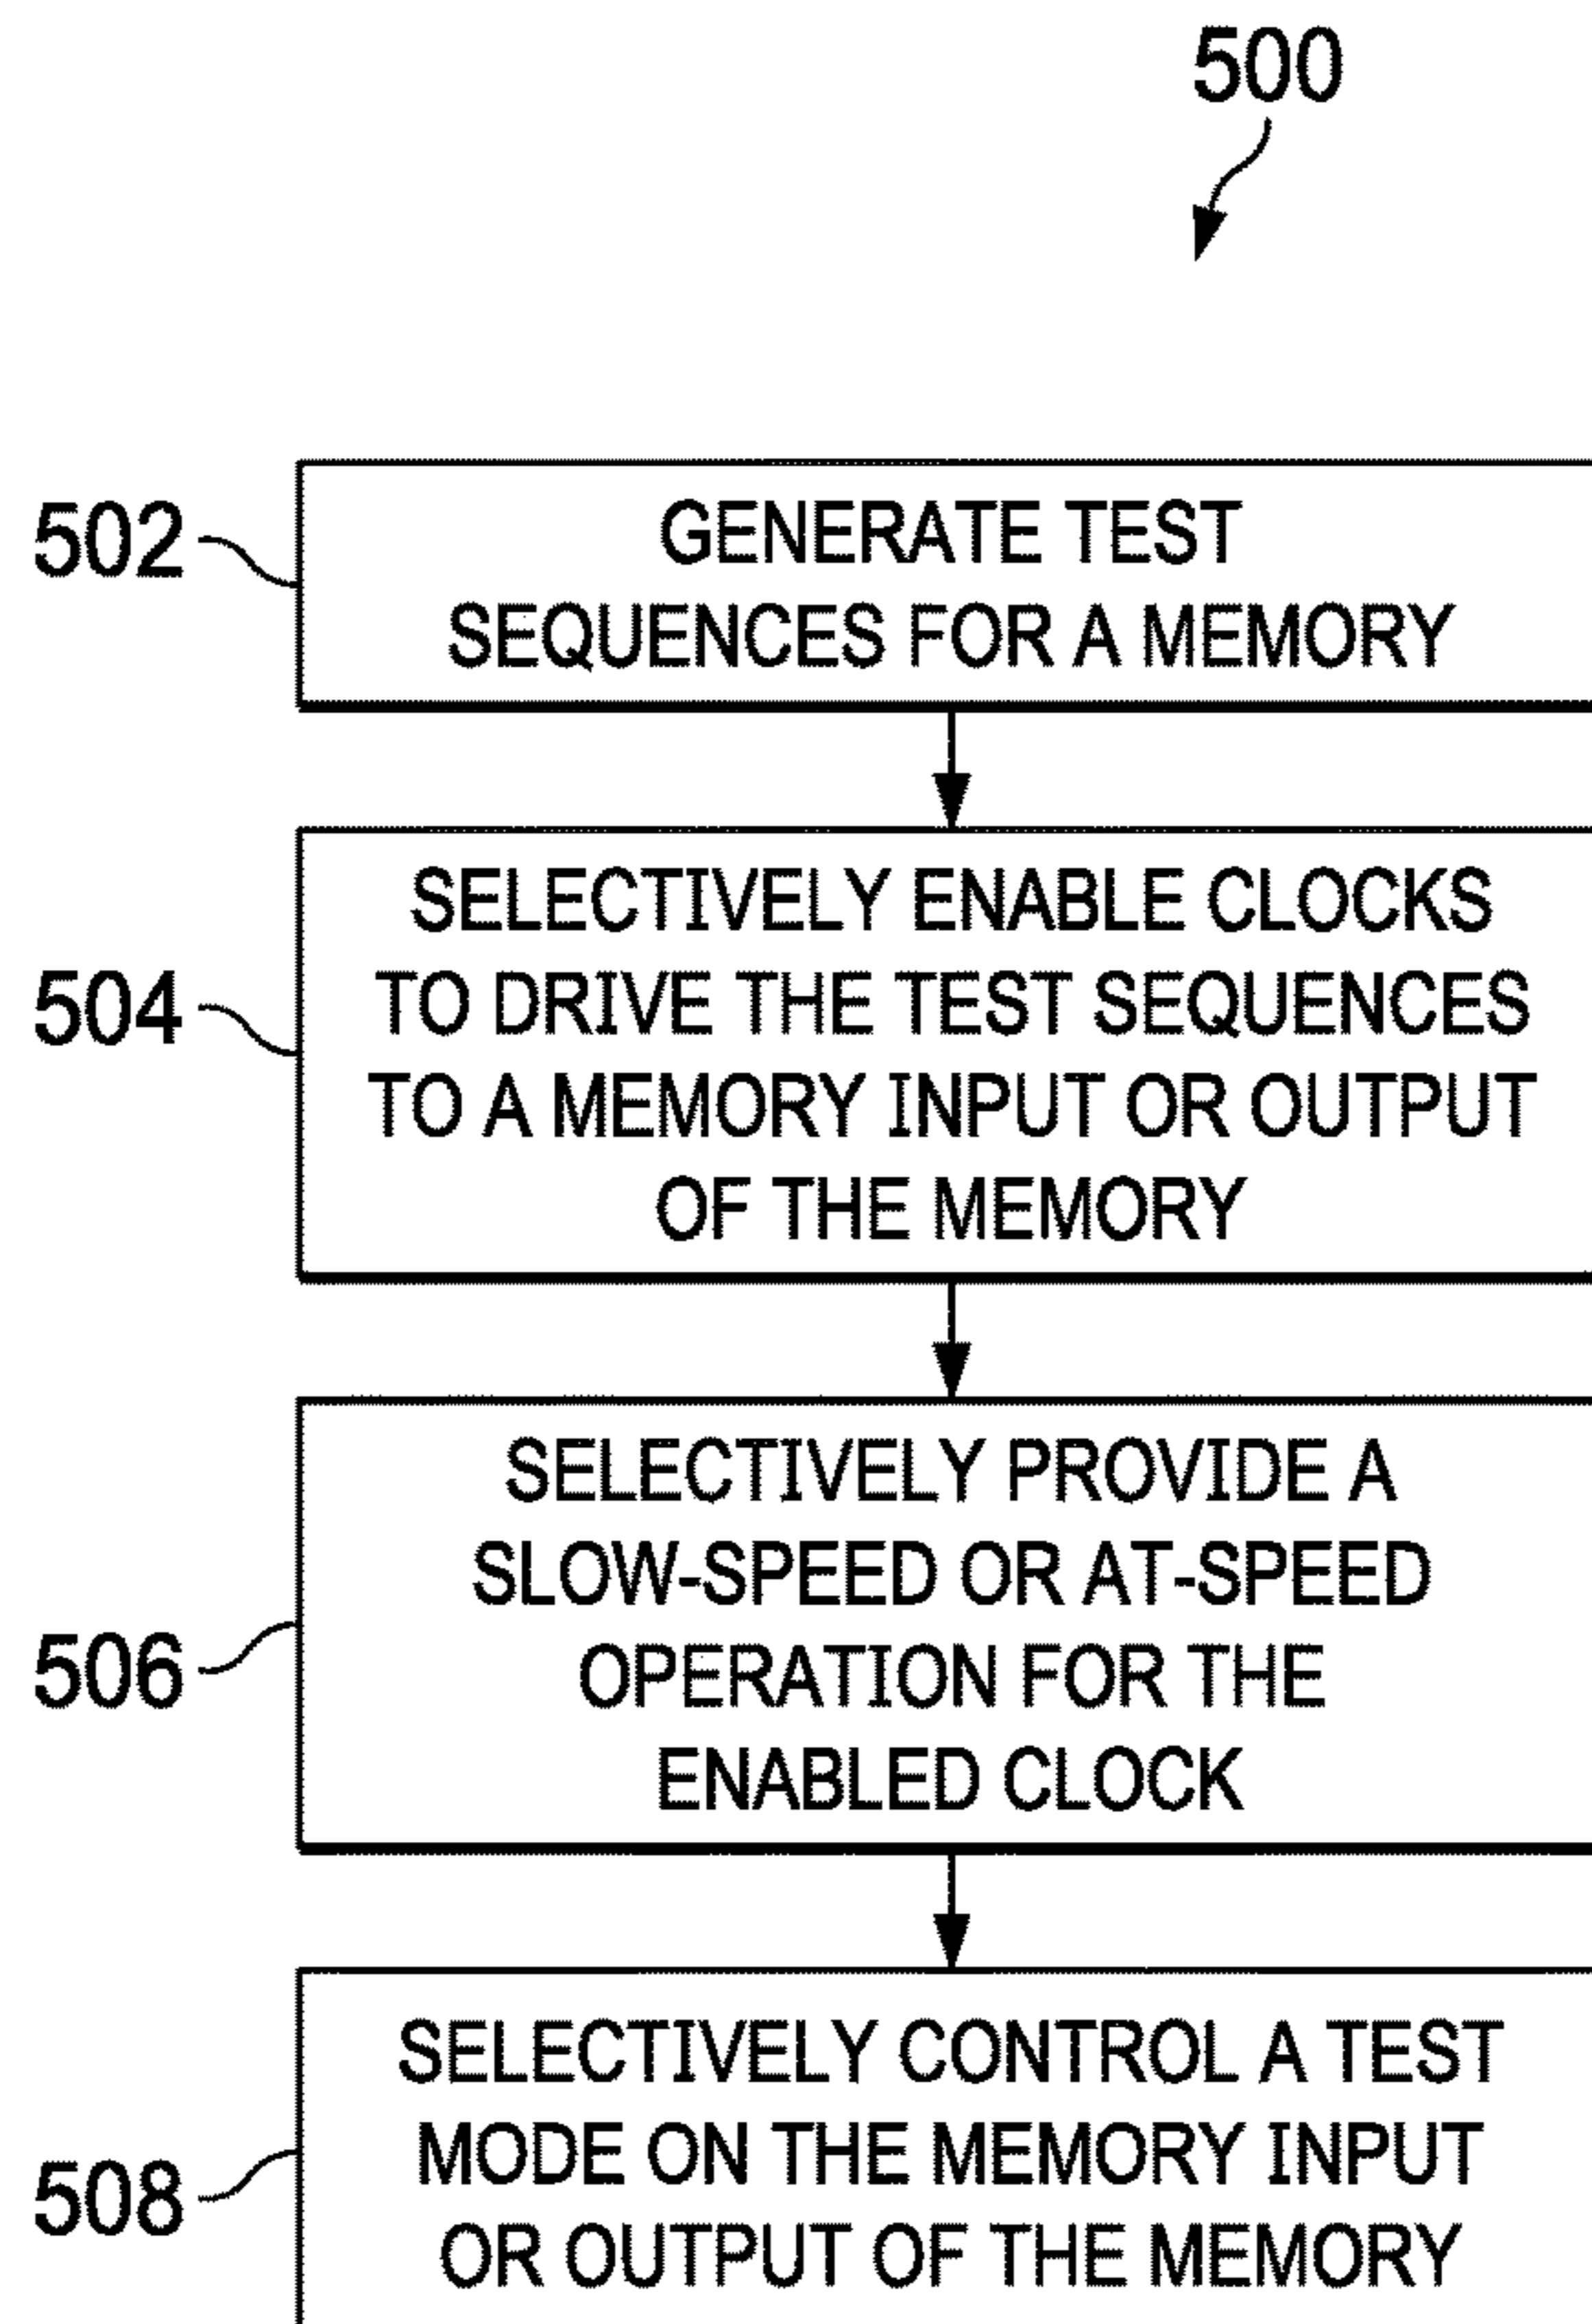 500
502
GENERATE TEST
SEQUENCES FOR A MEMORY
504
SELECTIVELY ENABLE CLOCKS
TO DRIVE THE TEST SEQUENCES
TO A MEMORY INPUT OR OUTPUT
OF THE MEMORY
506
SELECTIVELY PROVIDE A
SLOW-SPEED OR AT-SPEED
OPERATION FOR THE
ENABLED CLOCK
508
SELECTIVELY CONTROL A TEST
MODE ON THE MEMORY INPUT
OR OUTPUT OF THE MEMORY